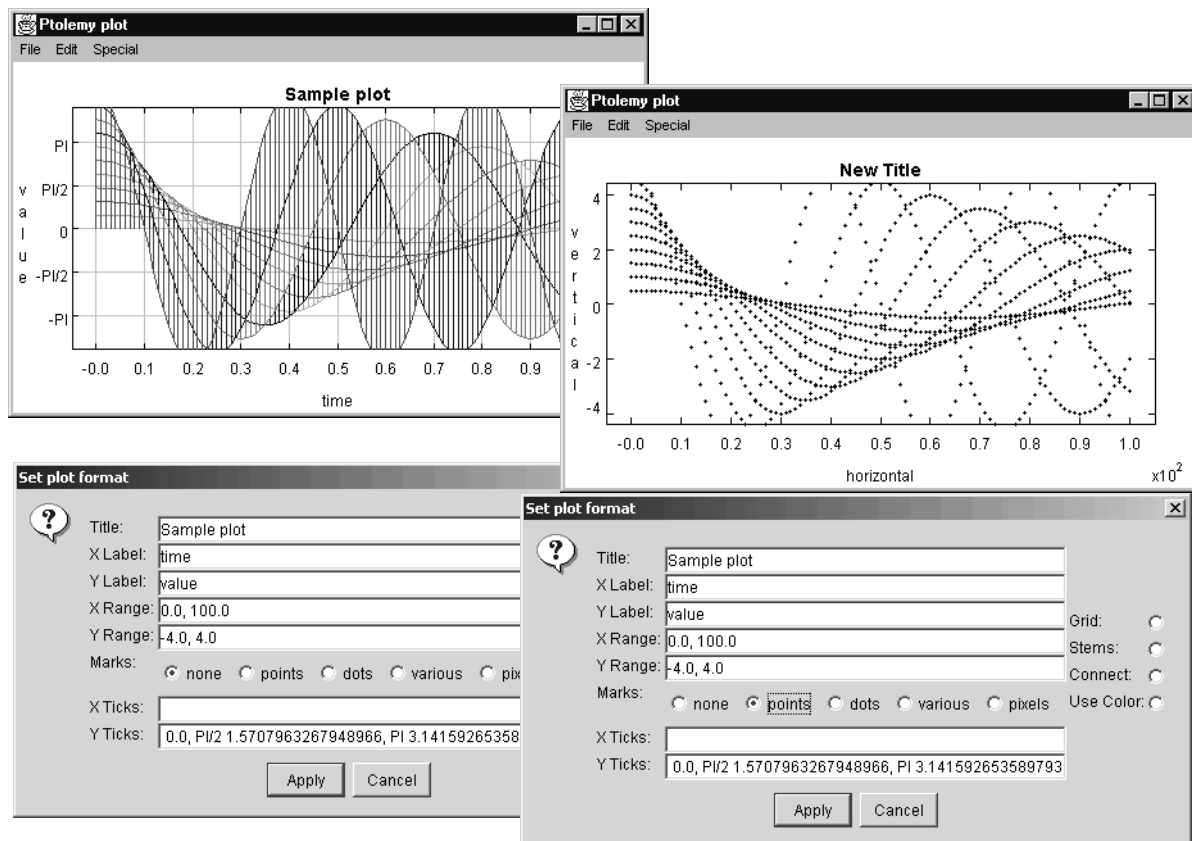 Ptolemy plot
File Edit Special
Sample plot
value
PI
PI/2
0
-PI/2
-PI
-0.0 0.1 0.2 0.3 0.4 0.5 0.6 0.7 0.8 0.9
time
Ptolemy plot
File Edit Special
New Title
vertical
4
2
0
-2
-4
-0.0 0.1 0.2 0.3 0.4 0.5 0.6 0.7 0.8 0.9 1.0
horizontal
x10²
Set plot format
Title: Sample plot
X Label: time
Y Label: value
X Range: 0.0, 100.0
Y Range: -4.0, 4.0
Marks: none points dots various pix
X Ticks:
Y Ticks: 0.0, PI/2 1.5707963267948966, PI 3.14159265358
Apply Cancel
Set plot format
Title: Sample plot
X Label: time
Y Label: value
X Range: 0.0, 100.0
Y Range: -4.0, 4.0
Marks: none points dots various pixels
Grid:
Stems:
Connect:
Use Color:
X Ticks:
Y Ticks: 0.0, PI/2 1.5707963267948966, PI 3.141592653589793
Apply Cancel